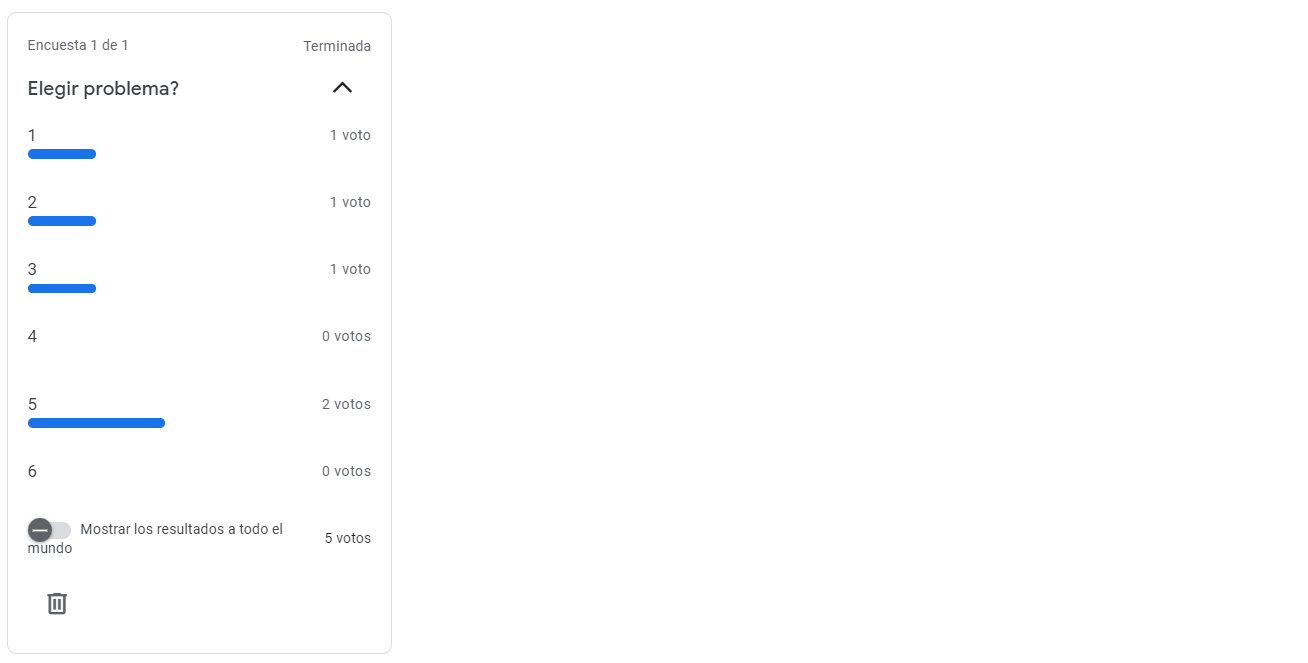 Encuesta 1 de 1
Terminada
Elegir problema?
1
1 voto
2
1 voto
3
1 voto
4
0 votos
5
2 votos
6
0 votos
Mostrar los resultados a todo el
mundo
5 votos